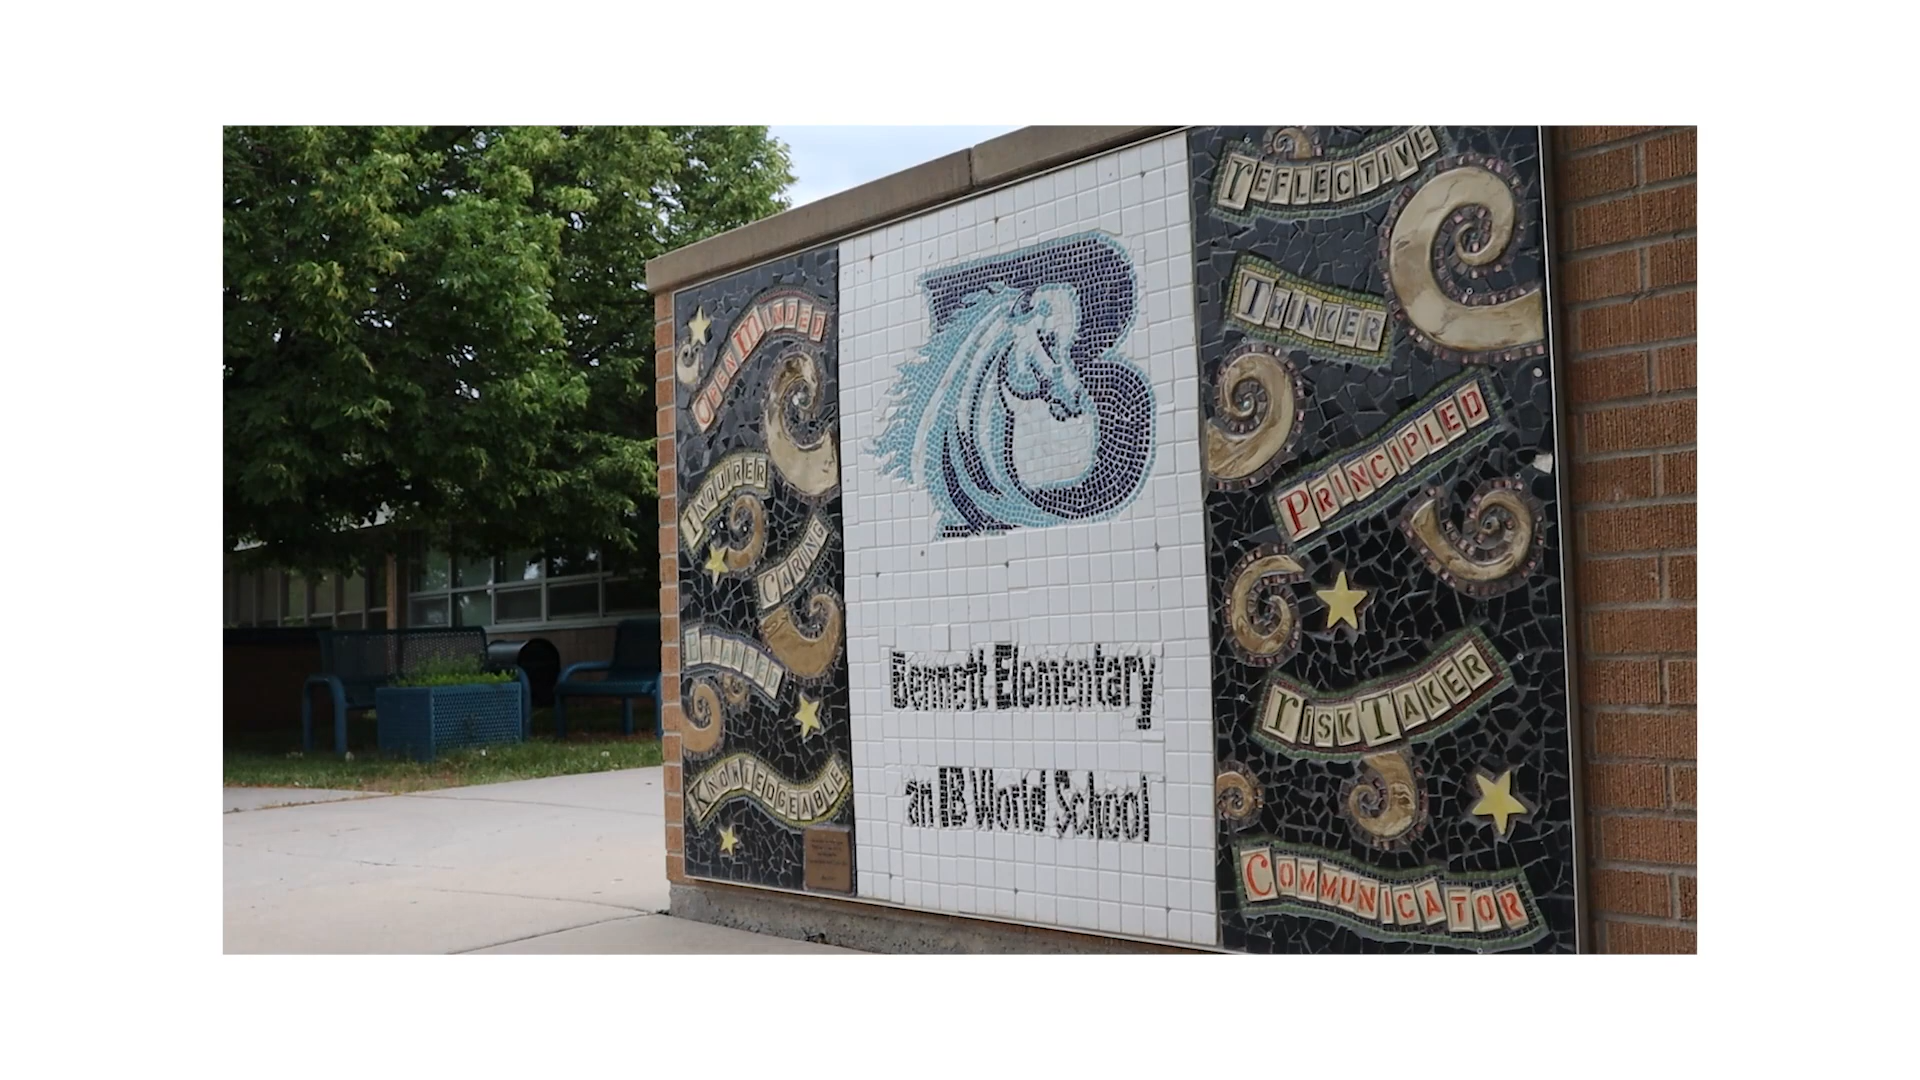 Open Minded
Inquirer
Caring
Balanced
Knowledgeable
B
Bennett Elementary
an IB World School
Reflective
Thinker
Principled
Risk Taker
Communicator